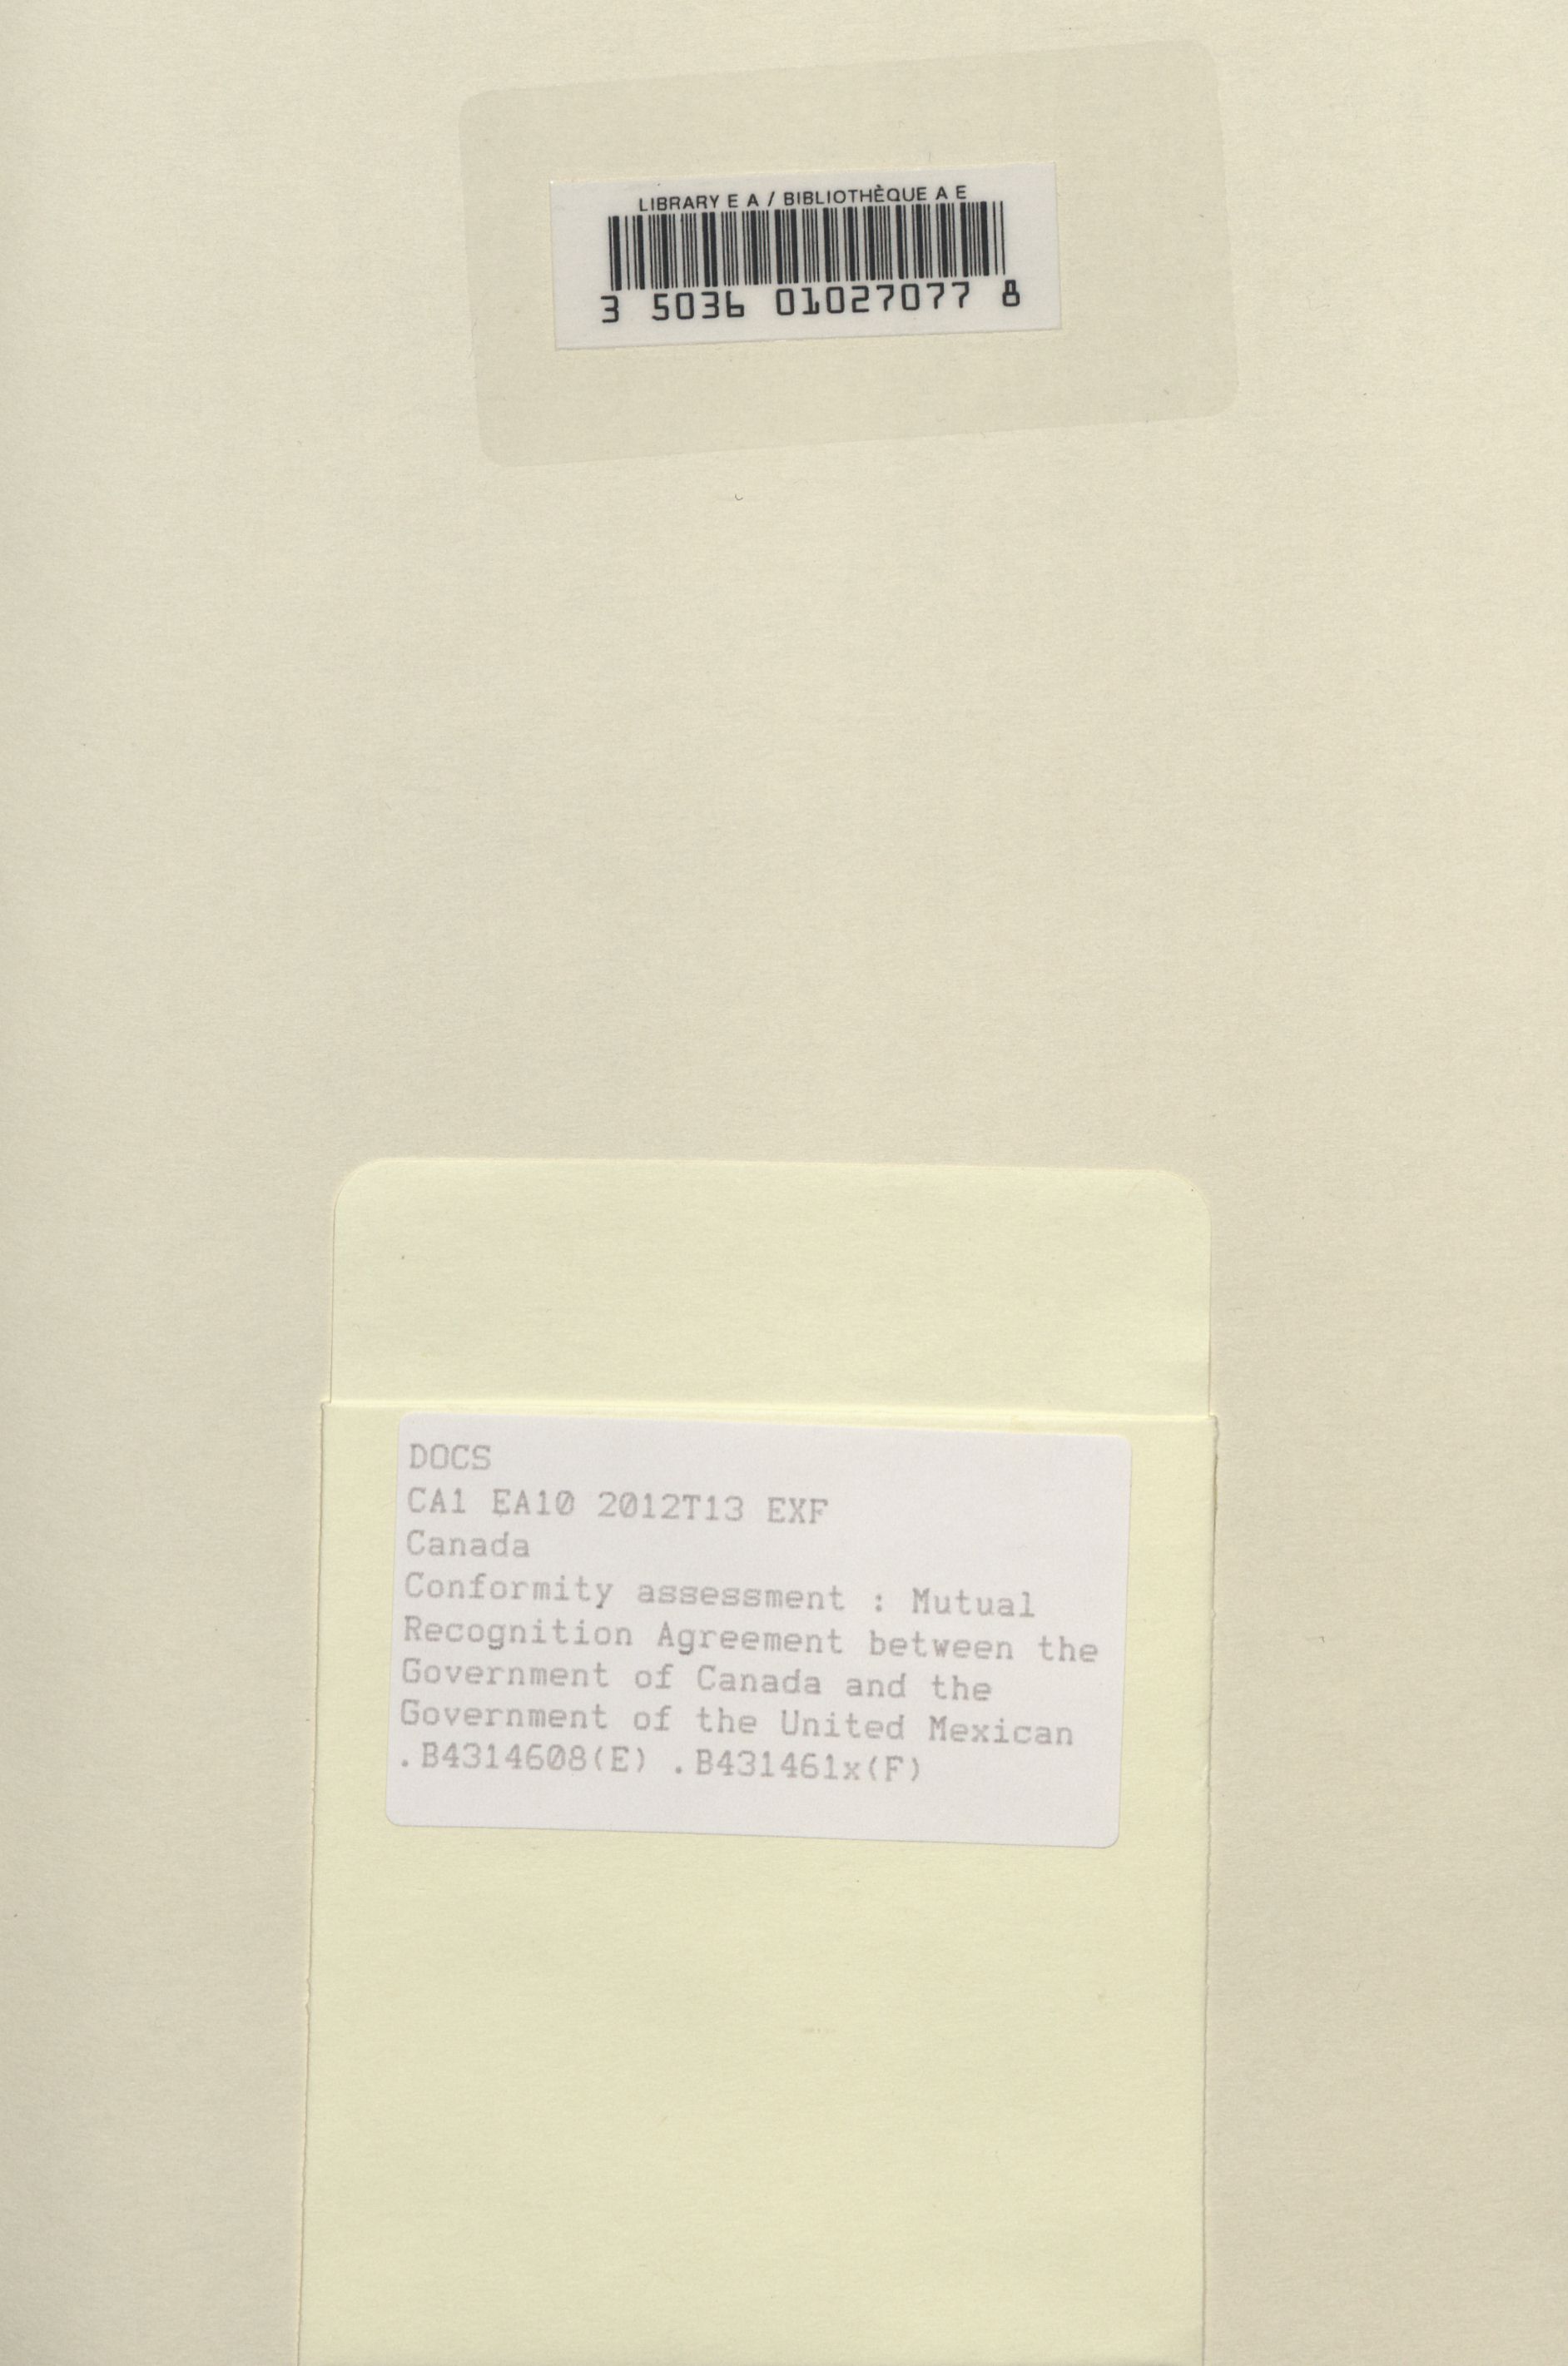 LIBRARY E A / BIBLIOTHÈQUE A E
3 5036 01027077 8
DOCS
CA1 EA10 2012T13 EXF
Canada
Conformity assessment : Mutual
Recognition Agreement between the
Government of Canada and the
Government of the United Mexican
.B4314608(E) .B431461x(F)